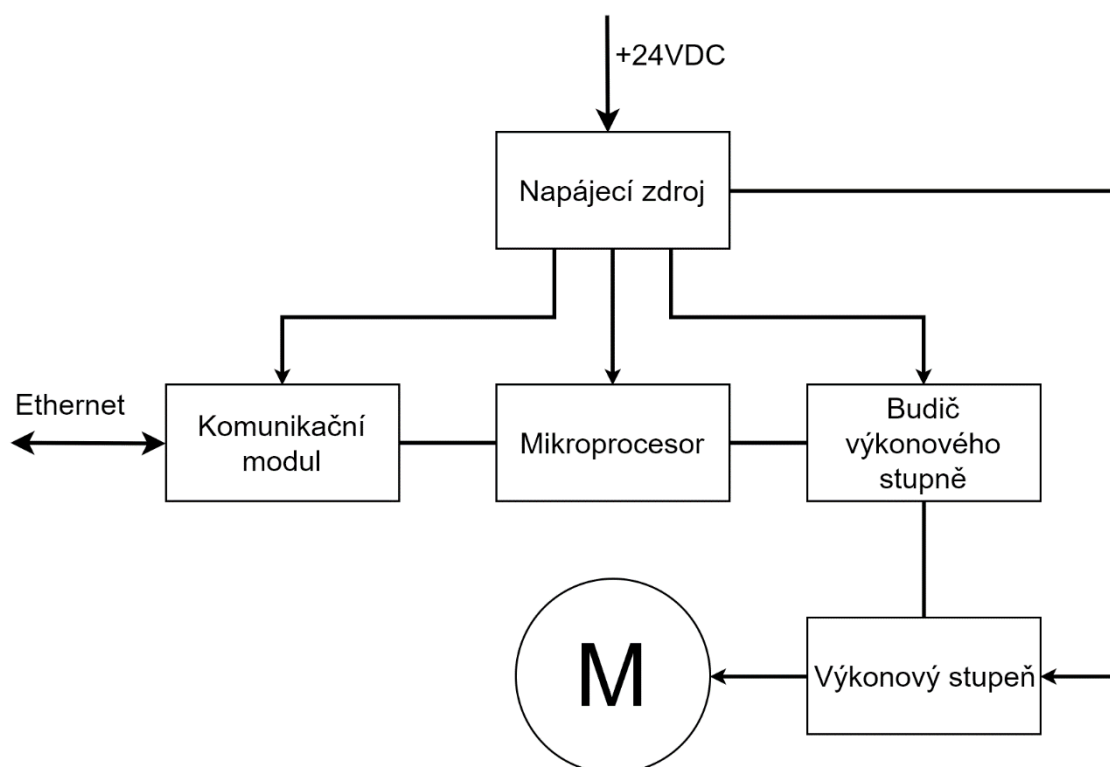 +24VDC
Napájecí zdroj
Ethernet
Komunikační
modul
Mikroprocesor
Budič
výkonového
stupně
M
Výkonový stupeň